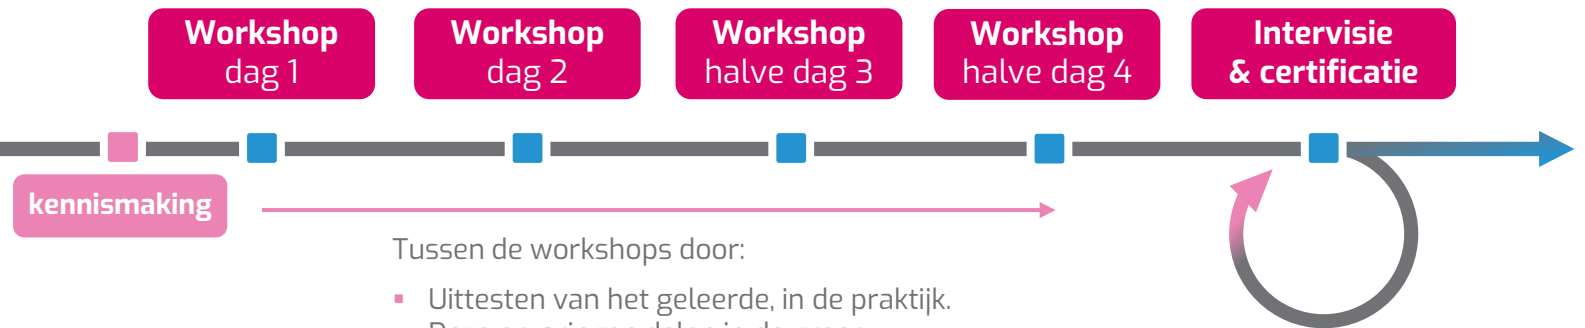 Workshop
dag 1
Workshop
dag 2
Workshop
halve dag 3
Workshop
halve dag 4
Intervisie
& certificatie
kennismaking
Tussen de workshops door:
▪ Uittesten van het geleerde, in de praktijk.